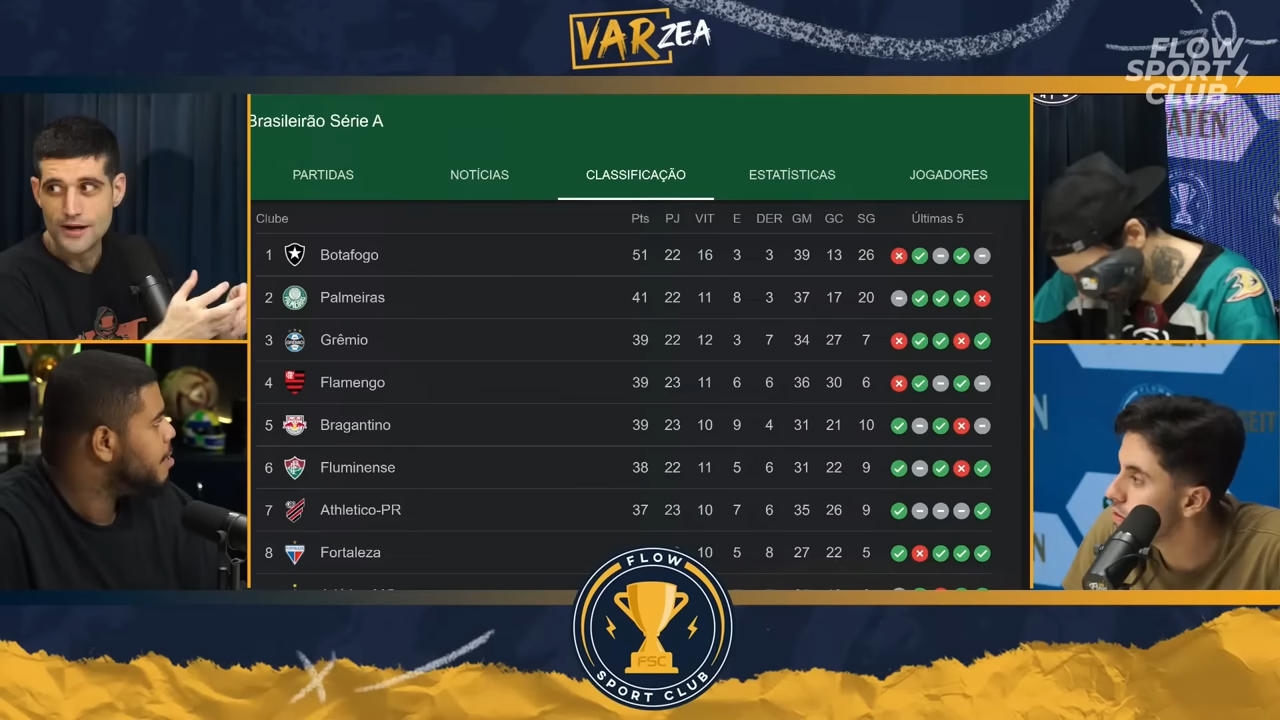 VARZEA
FLOW
SPORT
CLUB
ATEN
Brasileirão Série A
PARTIDAS NOTÍCIAS CLASSIFICAÇÃO ESTATÍSTICAS JOGADORES
Clube Pts PJ VIT E DER GM GC SG Últimas 5
1 Botafogo 51 22 16 3 3 39 13 26
2 Palmeiras 41 22 11 8 3 37 17 20
3 Grêmio 39 22 12 3 7 34 27 7
4 Flamengo 39 23 11 6 6 36 30 6
5 Bragantino 39 23 10 9 4 31 21 10
6 Fluminense 38 22 11 5 6 31 22 9
7 Athletico-PR 37 23 10 7 6 35 26 9
8 Fortaleza 10 5 8 27 22 5
FLOW
FSC
SPORT CLUB